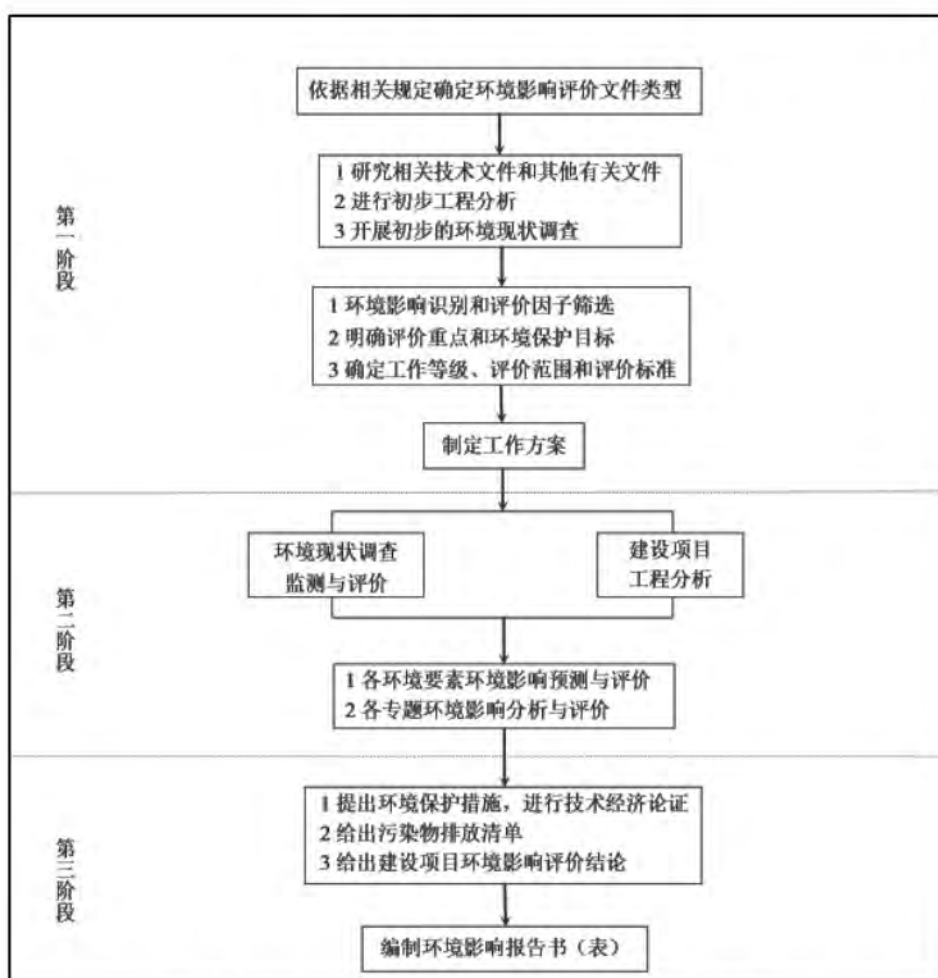 第一阶段
依据相关规定确定环境影响评价文件类型
1 研究相关技术文件和其他有关文件
2 进行初步工程分析
3 开展初步的环境现状调查
1 环境影响识别和评价因子筛选
2 明确评价重点和环境保护目标
3 确定工作等级、评价范围和评价标准
制定工作方案
第二阶段
环境现状调查
监测与评价
建设项目
工程分析
1 各环境要素环境影响预测与评价
2 各专题环境影响分析与评价
第三阶段
1 提出环境保护措施，进行技术经济论证
2 给出污染物排放清单
3 给出建设项目环境影响评价结论
编制环境影响报告书（表）